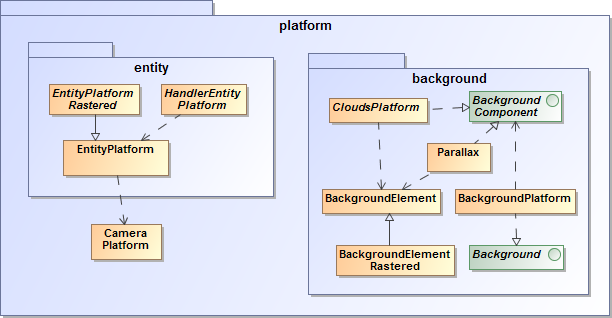 platform
entity
EntityPlatform
Rastered
HandlerEntity
Platform
EntityPlatform
Camera
Platform
background
CloudsPlatform
Background
Component
Parallax
BackgroundElement
BackgroundPlatform
BackgroundElement
Rastered
Background